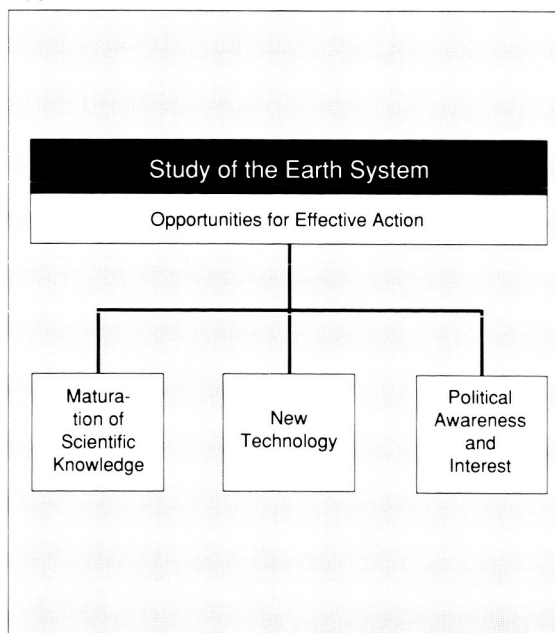 Study of the Earth System
Opportunities for Effective Action
Matura-
tion of
Scientific
Knowledge
New
Technology
Political
Awareness
and
Interest